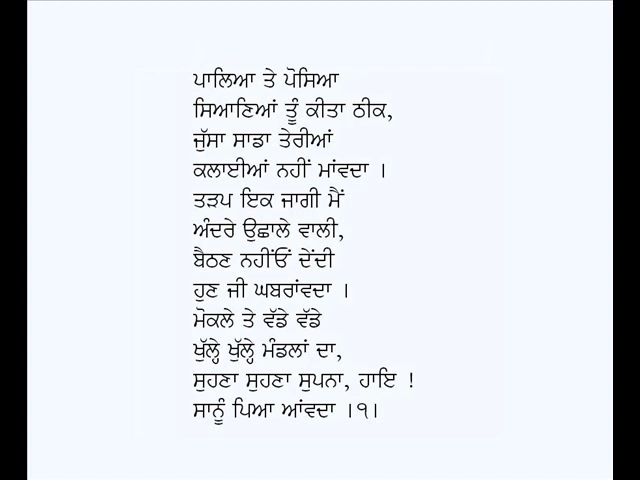 ਪਾਲਿਆ ਤੇ ਪੋਸਿਆ
ਸਿਆਣਿਆਂ ਤੂੰ ਕੀਤਾ ਠੀਕ,
ਜੁੱਸਾ ਸਾਡਾ ਤੇਰੀਆਂ
ਕਲਾਈਆਂ ਨਹੀਂ ਮਾਂਵਦਾ ।
ਤੜਪ ਇਕ ਜਾਗੀ ਮੈਂ
ਅੰਦਰੇ ਉਛਾਲੇ ਵਾਲੀ,
ਬੈਠਣ ਨਹੀਂਓਂ ਦੇਂਦੀ
ਹੁਣ ਜੀ ਘਬਰਾਂਵਦਾ ।
ਮੋਕਲੇ ਤੇ ਵੱਡੇ ਵੱਡੇ
ਖੁੱਲ੍ਹੇ ਖੁੱਲ੍ਹੇ ਮੰਡਲਾਂ ਦਾ,
ਸੁਹਣਾ ਸੁਹਣਾ ਸੁਪਨਾ, ਹਾਇ !
ਸਾਨੂੰ ਪਿਆ ਆਂਵਦਾ ।੧।